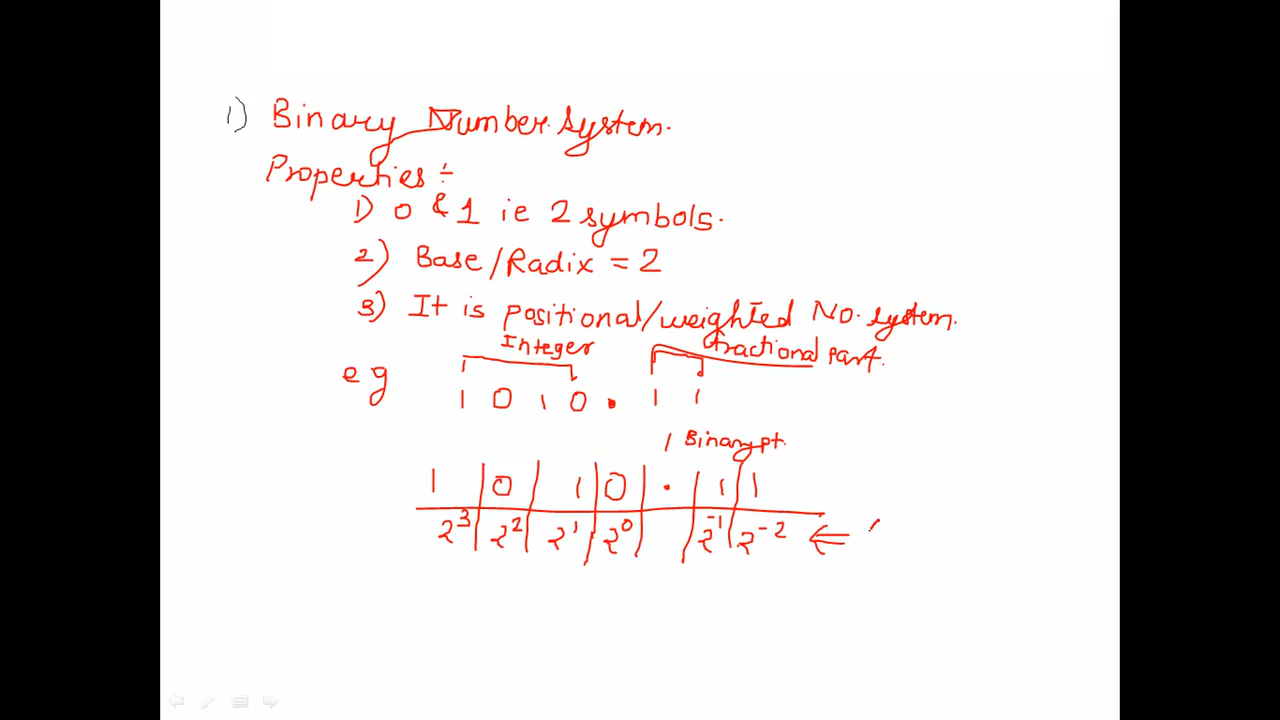 1) Binary Number System.
Properties ÷
1) 0 & 1 ie 2 symbols.
2) Base/Radix = 2
3) It is positional/weighted No. system.
Integer fractional part.
eg 1 0 1 0 . 1 1
Binary pt.
1 0 1 0 . 1 1
2³ 2² 2¹ 2⁰ 2⁻¹ 2⁻²